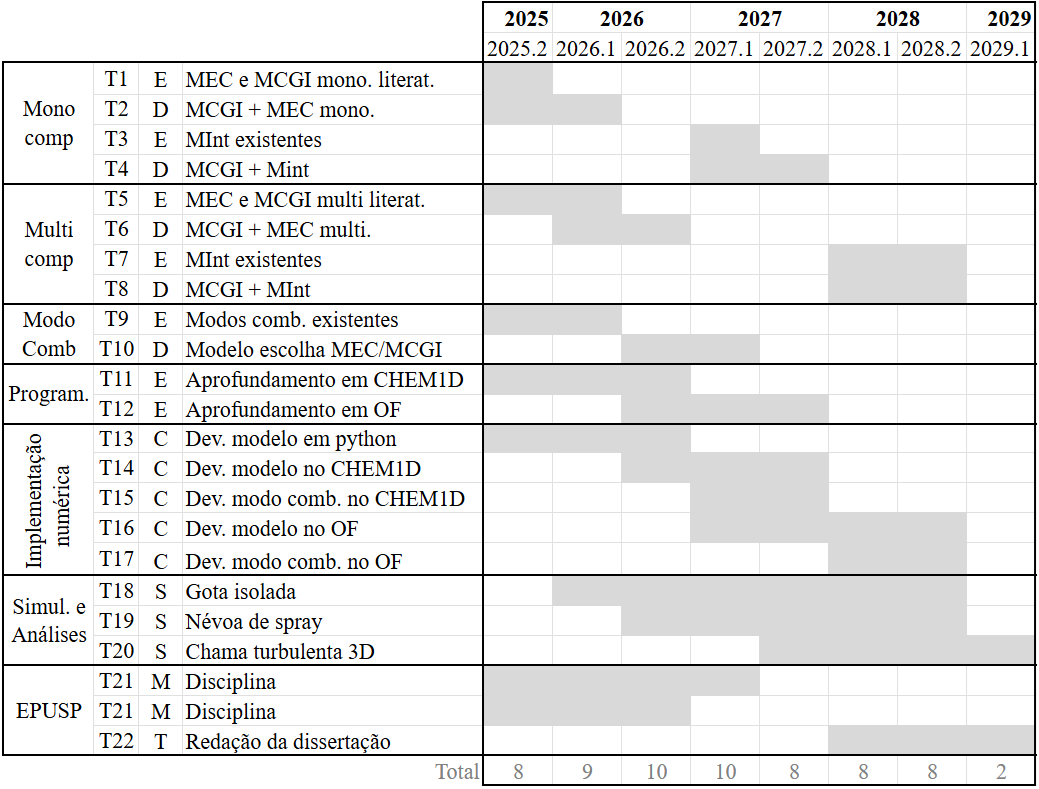 2025 2026 2027 2028 2029
2025.2 2026.1 2026.2 2027.1 2027.2 2028.1 2028.2 2029.1
Mono comp
T1 E MEC e MCGI mono. literat.
T2 D MCGI + MEC mono.
T3 E MInt existentes
T4 D MCGI + Mint
Multi comp
T5 E MEC e MCGI multi literat.
T6 D MCGI + MEC multi.
T7 E MInt existentes
T8 D MCGI + MInt
Modo Comb
T9 E Modos comb. existentes
T10 D Modelo escolha MEC/MCGI
Program.
T11 E Aprofundamento em CHEM1D
T12 E Aprofundamento em OF
Implementação numérica
T13 C Dev. modelo em python
T14 C Dev. modelo no CHEM1D
T15 C Dev. modo comb. no CHEM1D
T16 C Dev. modelo no OF
T17 C Dev. modo comb. no OF
Simul. e Análises
T18 S Gota isolada
T19 S Névoa de spray
T20 S Chama turbulenta 3D
EPUSP
T21 M Disciplina
T21 M Disciplina
T22 T Redação da dissertação
Total 8 9 10 10 8 8 8 2